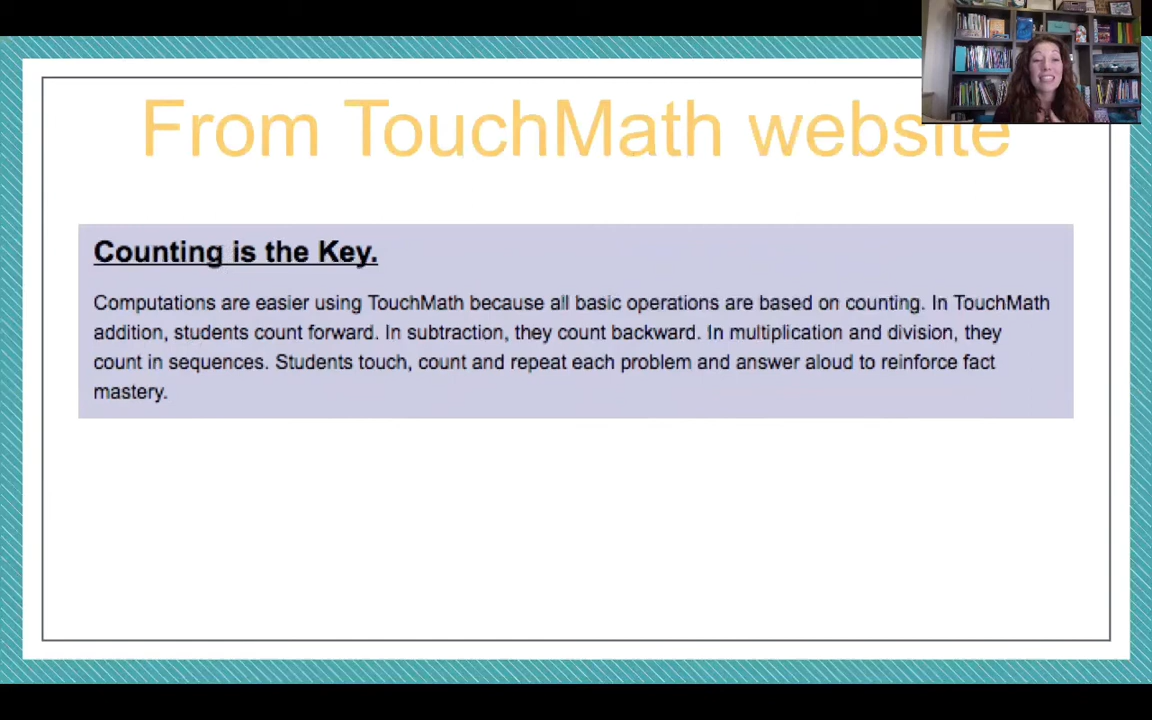 From TouchMath website
Counting is the Key.
Computations are easier using TouchMath because all basic operations are based on counting. In TouchMath
addition, students count forward. In subtraction, they count backward. In multiplication and division, they
count in sequences. Students touch, count and repeat each problem and answer aloud to reinforce fact
mastery.